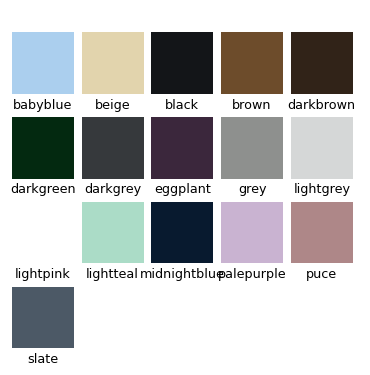 babyblue beige black brown darkbrown
darkgreen darkgrey eggplant grey lightgrey
lightpink lightteal midnightblue palepurple puce
slate